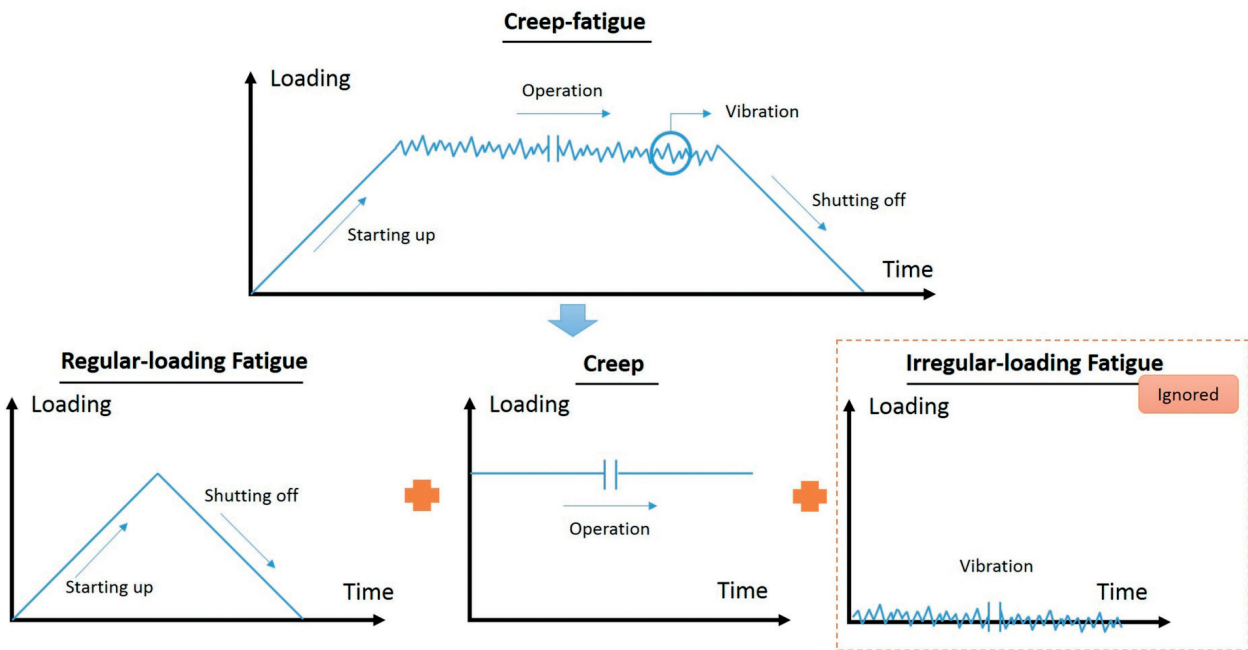 Creep-fatigue
Loading
Operation
Vibration
Starting up
Shutting off
Time
Regular-loading Fatigue
Loading
Shutting off
Starting up
Time
Creep
Loading
Operation
Time
Irregular-loading Fatigue
Ignored
Loading
Vibration
Time